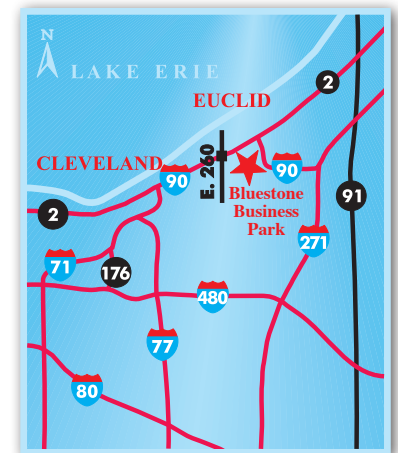 N
LAKE ERIE
2
EUCLID
CLEVELAND
E. 260
90
90
Bluestone
Business
Park
91
2
271
71
176
480
77
80